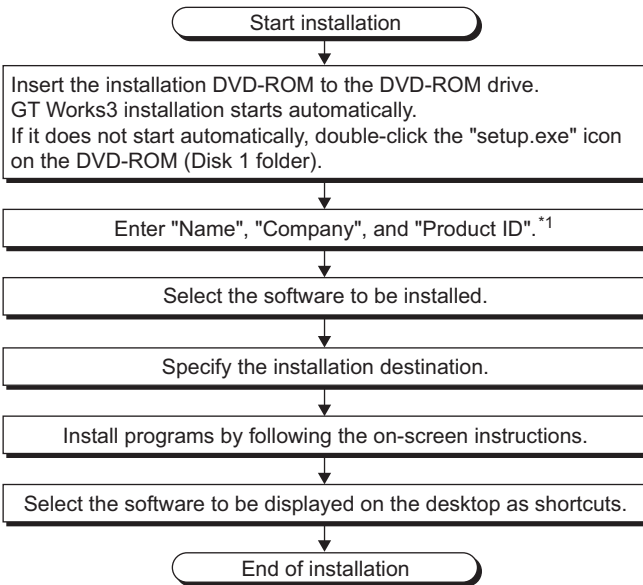 Start installation
Insert the installation DVD-ROM to the DVD-ROM drive.
GT Works3 installation starts automatically.
If it does not start automatically, double-click the "setup.exe" icon
on the DVD-ROM (Disk 1 folder).
Enter "Name", "Company", and "Product ID".*1
Select the software to be installed.
Specify the installation destination.
Install programs by following the on-screen instructions.
Select the software to be displayed on the desktop as shortcuts.
End of installation